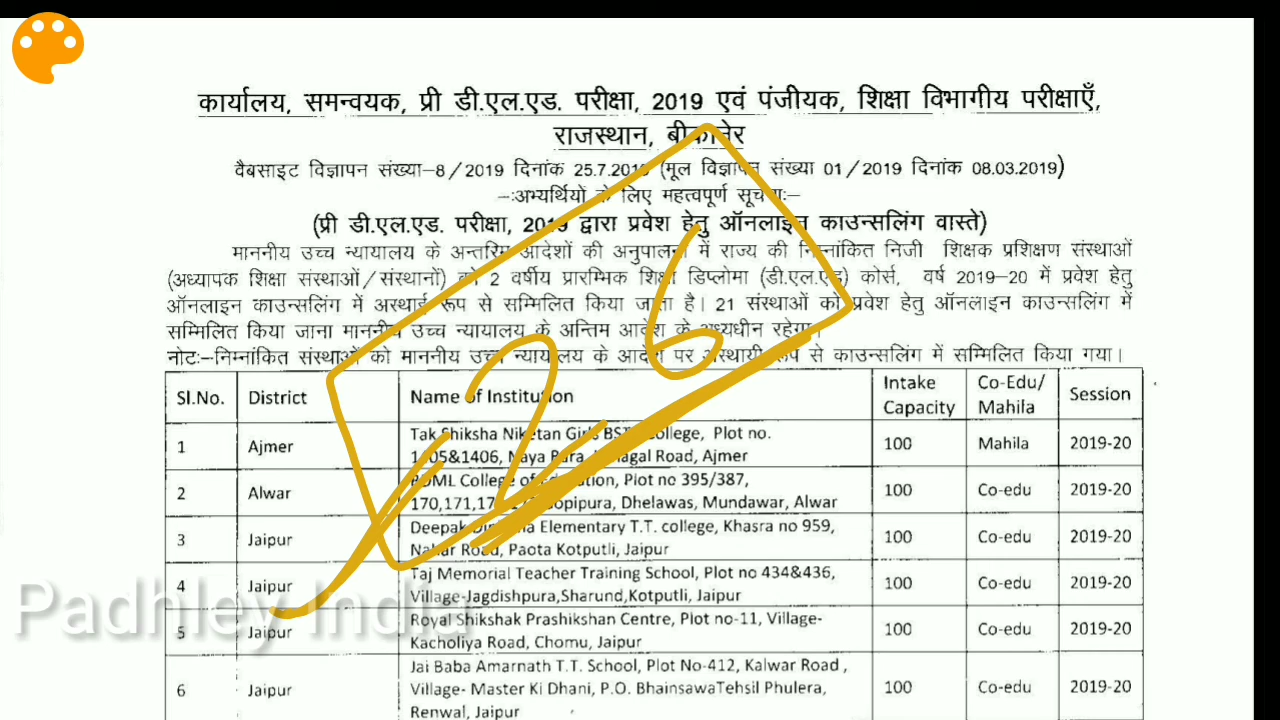 कार्यालय, समन्वयक, प्री डी.एल.एड. परीक्षा, 2019 एवं पंजीयक, शिक्षा विभागीय परीक्षाएँ,
राजस्थान, बीकानेर
वैबसाइट विज्ञापन संख्या–8/2019 दिनांक 25.7.2019 (मूल विज्ञापन संख्या 01/2019 दिनांक 08.03.2019)
–:अभ्यर्थियों के लिए महत्वपूर्ण सूचना:–
(प्री डी.एल.एड. परीक्षा, 2019 द्वारा प्रवेश हेतु ऑनलाइन काउन्सलिंग वास्ते)
माननीय उच्च न्यायालय के अन्तरिम आदेशों की अनुपालना में राज्य की निम्नांकित निजी शिक्षक प्रशिक्षण संस्थाओं
(अध्यापक शिक्षा संस्थाओं/संस्थानों) को 2 वर्षीय प्रारम्भिक शिक्षा डिप्लोमा (डी.एल.एड) कोर्स, वर्ष 2019–20 में प्रवेश हेतु
ऑनलाइन काउन्सलिंग में अस्थाई रूप से सम्मिलित किया जाता है। 21 संस्थाओं को प्रवेश हेतु ऑनलाइन काउन्सलिंग में
सम्मिलित किया जाना माननीय उच्च न्यायालय के अन्तिम आदेश के अध्यधीन रहेगा।
नोटः–निम्नांकित संस्थाओं को माननीय उच्च न्यायालय के आदेश पर अस्थायी रूप से काउन्सलिंग में सम्मिलित किया गया।
Sl.No. District Name of Institution Intake Capacity Co-Edu/ Mahila Session
1 Ajmer Tak Shiksha Niketan Girls College, Plot no. 100 Mahila 2019-20
1405&1406, Naya Road, Ajmer
2 Alwar College of Education, Plot no 395/387, 100 Co-edu 2019-20
Dhelawas, Mundawar, Alwar
3 Jaipur Deepak Elementary T.T. college, Khasra no 959, 100 Co-edu 2019-20
Road, Paota Kotputli, Jaipur
4 Jaipur Taj Memorial Teacher Training School, Plot no 434&436, 100 Co-edu 2019-20
Village-Jagdishpura,Sharund,Kotputli, Jaipur
5 Jaipur Royal Shikshak Prashikshan Centre, Plot no-11, Village- 100 Co-edu 2019-20
Kacholiya Road, Chomu, Jaipur
6 Jaipur Jai Baba Amarnath T.T. School, Plot No-412, Kalwar Road , 100 Co-edu 2019-20
Village- Master Ki Dhani, P.O. BhainsawaTehsil Phulera,
Renwal, Jaipur
26
Padhley India